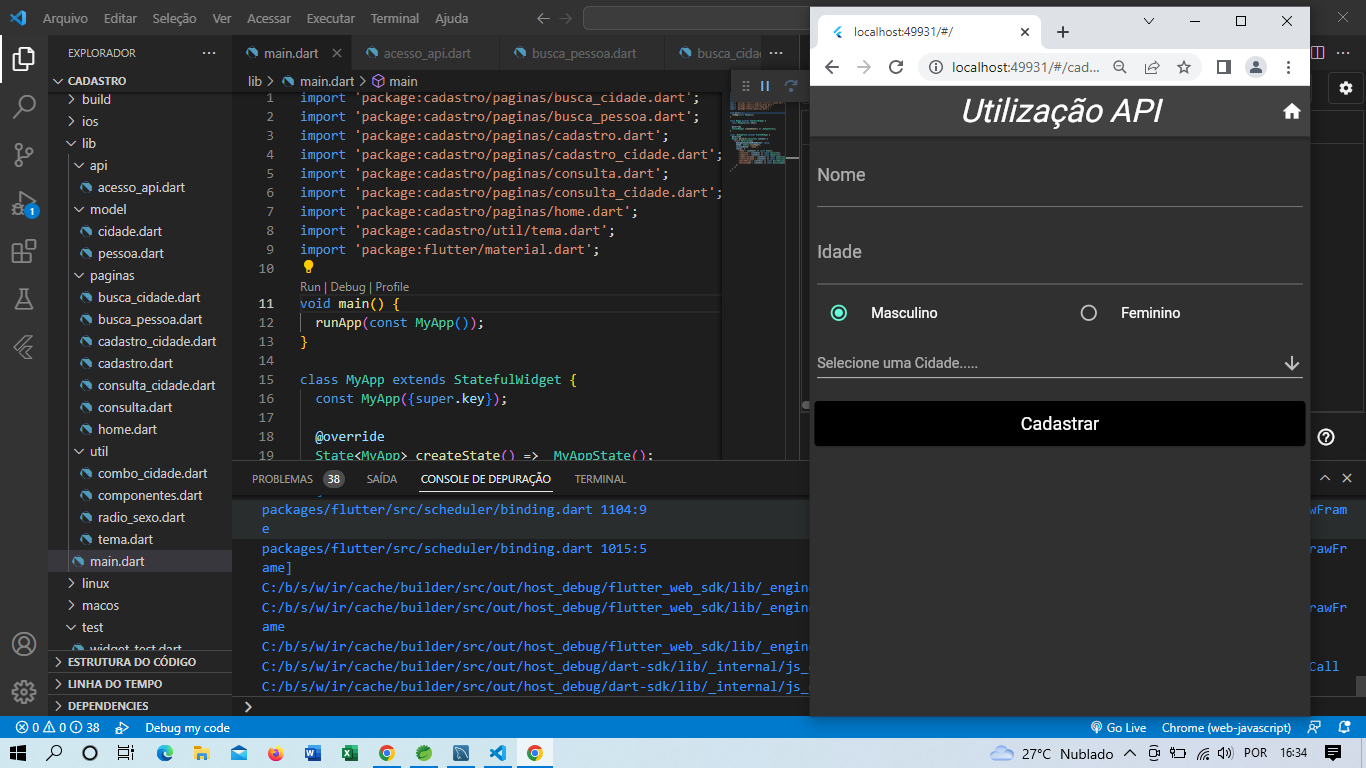 Arquivo Editar Seleção Ver Acessar Executar Terminal Ajuda
EXPLORADOR
CADASTRO
build
ios
lib
api
acesso_api.dart
model
cidade.dart
pessoa.dart
paginas
busca_cidade.dart
busca_pessoa.dart
cadastro_cidade.dart
cadastro.dart
consulta_cidade.dart
consulta.dart
home.dart
util
combo_cidade.dart
componentes.dart
radio_sexo.dart
tema.dart
main.dart
linux
macos
test
widget_test.dart
ESTRUTURA DO CÓDIGO
LINHA DO TEMPO
DEPENDENCIES
1
main.dart acesso_api.dart busca_pessoa.dart busca_cida
lib > main.dart > main
1 import 'package:cadastro/paginas/busca_cidade.dart';
2 import 'package:cadastro/paginas/busca_pessoa.dart';
3 import 'package:cadastro/paginas/cadastro.dart';
4 import 'package:cadastro/paginas/cadastro_cidade.dart';
5 import 'package:cadastro/paginas/consulta.dart';
6 import 'package:cadastro/paginas/consulta_cidade.dart';
7 import 'package:cadastro/paginas/home.dart';
8 import 'package:cadastro/util/tema.dart';
9 import 'package:flutter/material.dart';
10
Run | Debug | Profile
11 void main() {
12 runApp(const MyApp());
13 }
14
15 class MyApp extends StatefulWidget {
16 const MyApp({super.key});
17
18 @override
19 State<MyApp> createState() => _MyAppState();
PROBLEMAS 38 SAÍDA CONSOLE DE DEPURAÇÃO TERMINAL
packages/flutter/src/scheduler/binding.dart 1104:9 wFram
e
packages/flutter/src/scheduler/binding.dart 1015:5 rawFr
ame]
C:/b/s/w/ir/cache/builder/src/out/host_debug/flutter_web_sdk/lib/_engin
C:/b/s/w/ir/cache/builder/src/out/host_debug/flutter_web_sdk/lib/_engin rawFr
ame
C:/b/s/w/ir/cache/builder/src/out/host_debug/flutter_web_sdk/lib/_engin
C:/b/s/w/ir/cache/builder/src/out/host_debug/dart-sdk/lib/_internal/js_ Call
C:/b/s/w/ir/cache/builder/src/out/host_debug/dart-sdk/lib/_internal/js_
localhost:49931/#/
localhost:49931/#/cad...
Utilização API
Nome
Idade
Masculino Feminino
Selecione uma Cidade.....
Cadastrar
0 0 38 Debug my code Go Live Chrome (web-javascript)
27°C Nublado POR 16:34